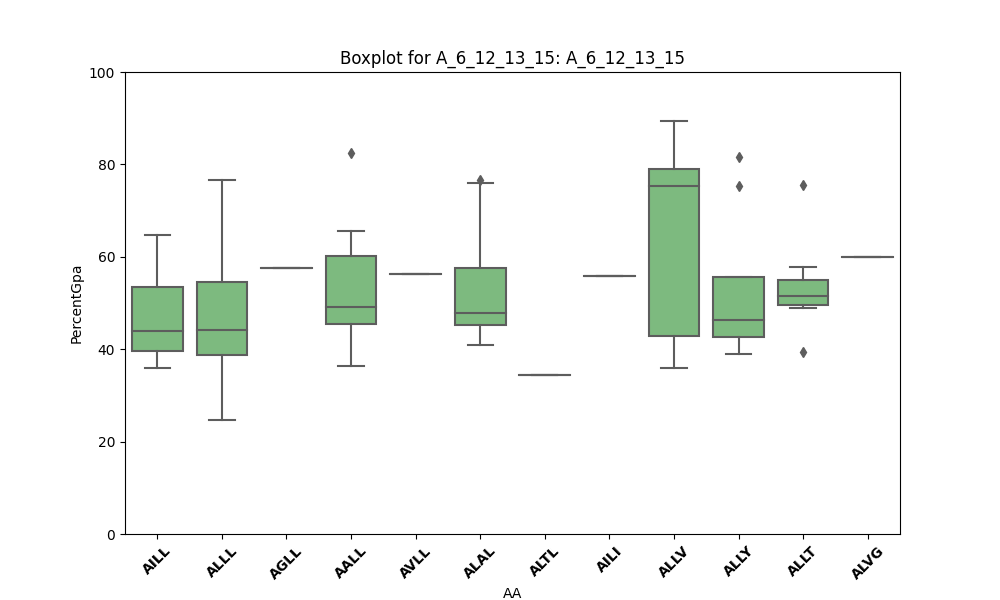 Boxplot for A_6_12_13_15: A_6_12_13_15
100
80
60
40
20
0
PercentGpa
AILL ALLL AGLL AALL AVLL ALAL ALTL AILI ALLV ALLY ALLT ALVG
AA